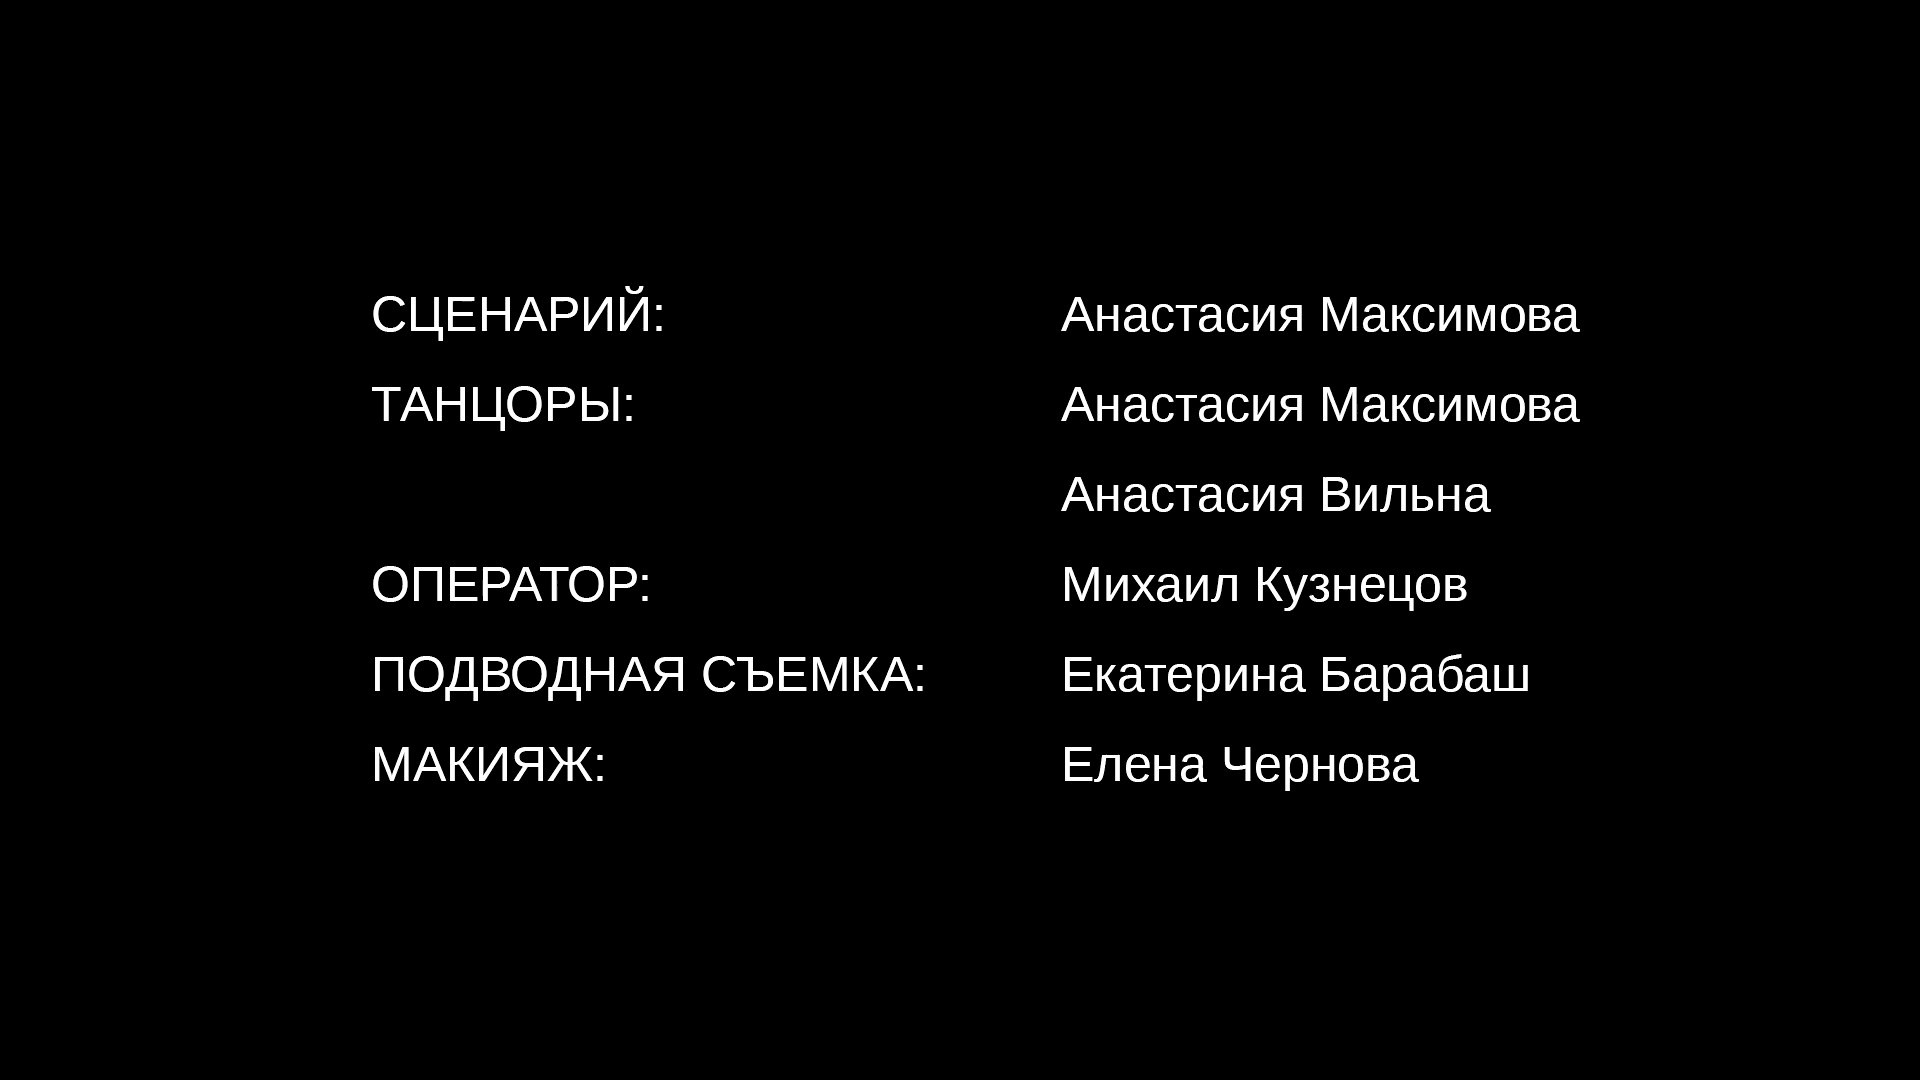 СЦЕНАРИЙ: Анастасия Максимова
ТАНЦОРЫ: Анастасия Максимова
Анастасия Вильна
ОПЕРАТОР: Михаил Кузнецов
ПОДВОДНАЯ СЪЕМКА: Екатерина Барабаш
МАКИЯЖ: Елена Чернова